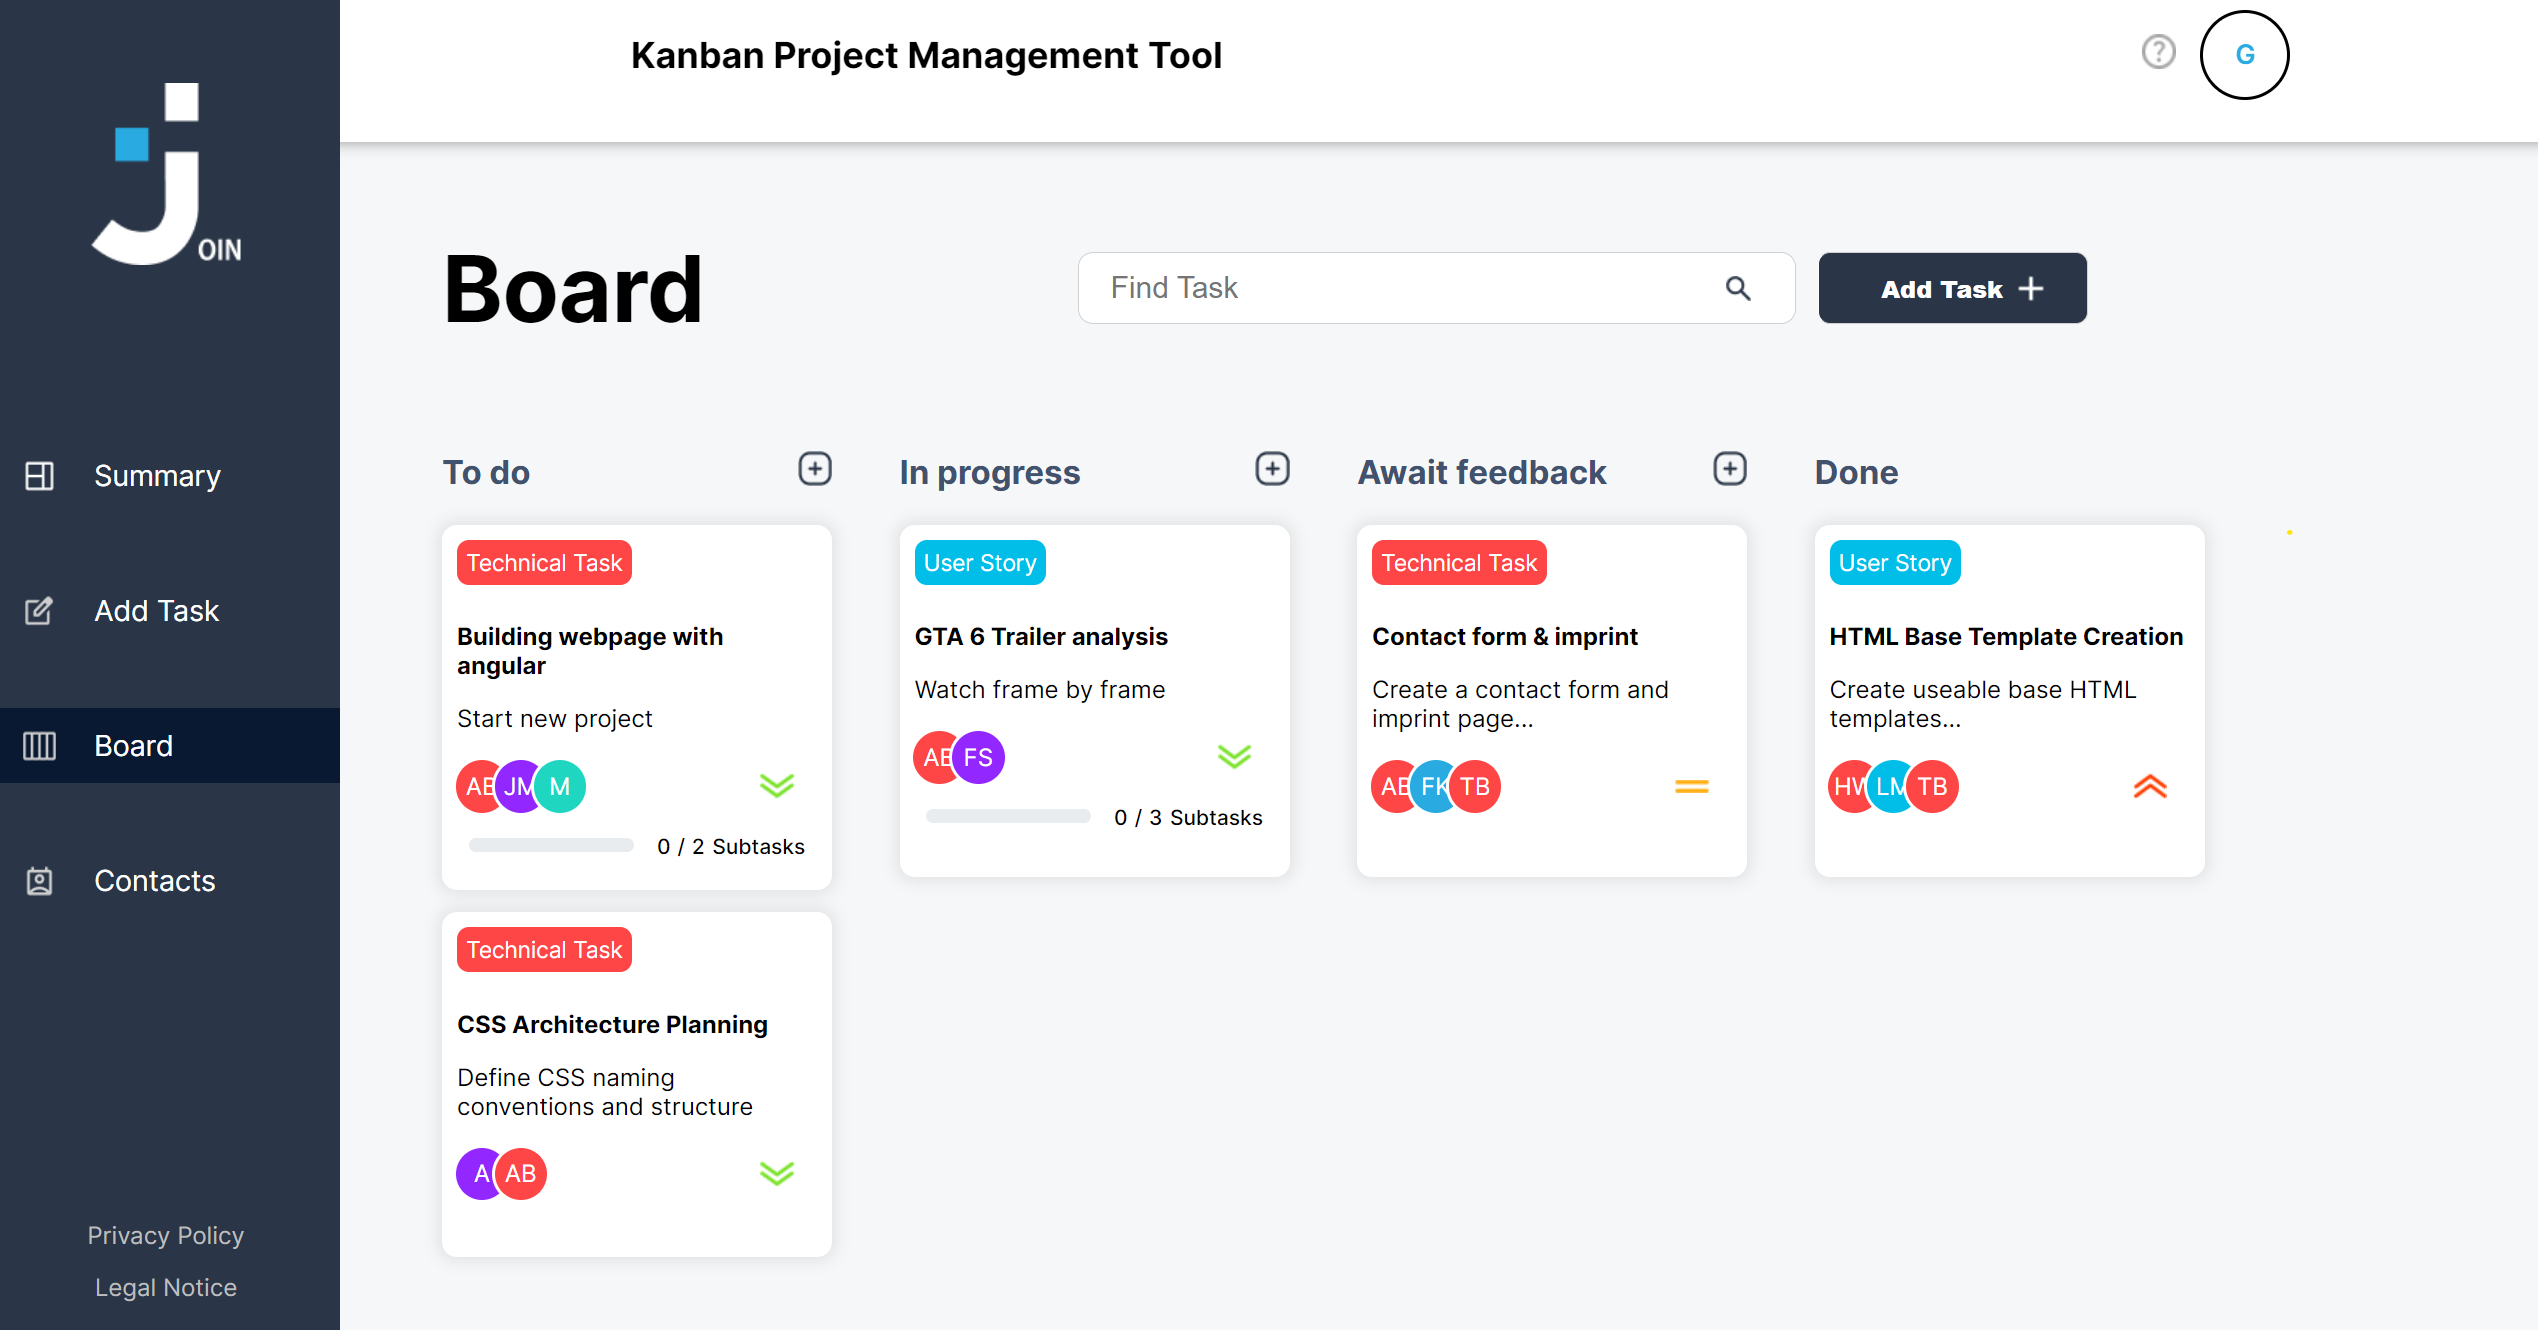 OIN
Summary
Add Task
Board
Contacts
Privacy Policy
Legal Notice
Kanban Project Management Tool
G
Board
Find Task
Add Task
To do
Technical Task
Building webpage with
angular
Start new project
JM M
0 / 2 Subtasks
Technical Task
CSS Architecture Planning
Define CSS naming
conventions and structure
A AB
In progress
User Story
GTA 6 Trailer analysis
Watch frame by frame
FS
0 / 3 Subtasks
Await feedback
Technical Task
Contact form & imprint
Create a contact form and
imprint page...
FK TB
Done
User Story
HTML Base Template Creation
Create useable base HTML
templates...
HW LM TB